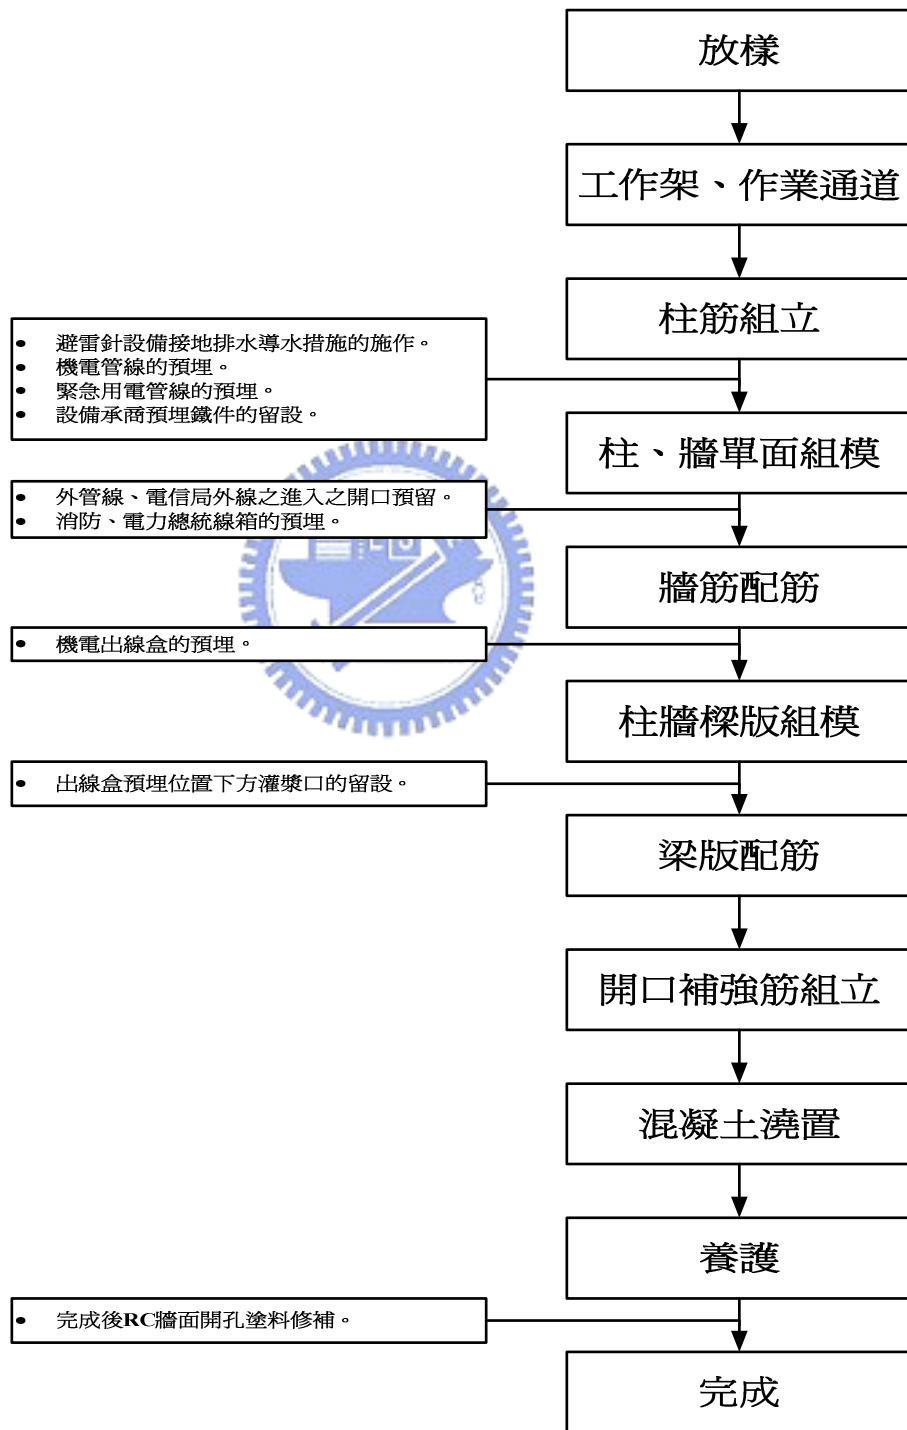 放樣
工作架、作業通道
柱筋組立
• 避雷針設備接地排水導水措施的施作。
• 機電管線的預埋。
• 緊急用電管線的預埋。
• 設備承商預埋鐵件的留設。
柱、牆單面組模
• 外管線、電信局外線之進入之開口預留。
• 消防、電力總統線箱的預埋。
牆筋配筋
• 機電出線盒的預埋。
柱牆樑版組模
• 出線盒預埋位置下方灌漿口的留設。
梁版配筋
開口補強筋組立
混凝土澆置
養護
• 完成後RC牆面開孔塗料修補。
完成